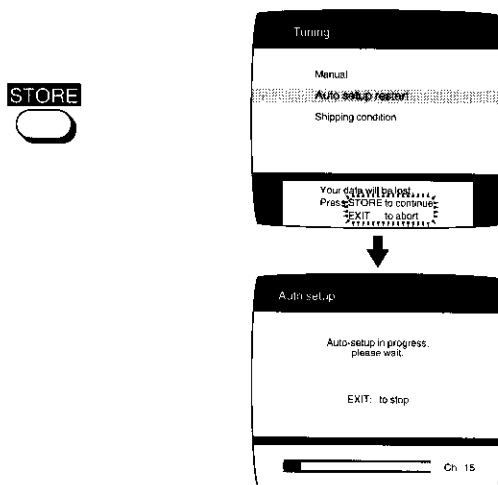 STORE
Tuning
Manual
Auto setup restart
Shipping condition
Your data will be lost.
Press STORE to continue
EXIT to abort
Auto setup
Auto-setup in progress,
please wait.
EXIT: to stop
Ch 15